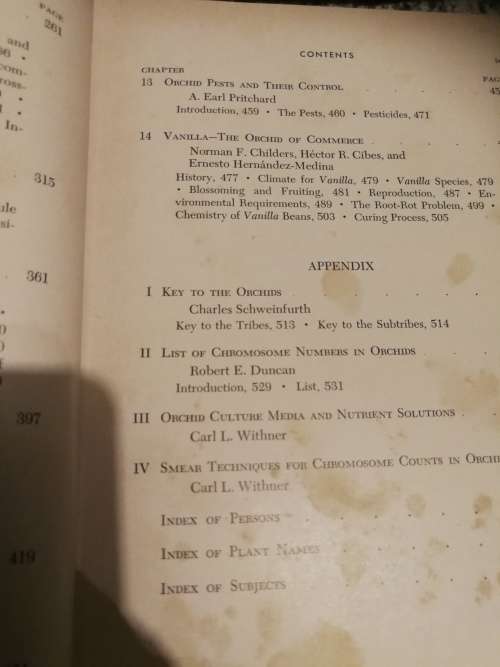 PAGE
261
and
315
361
397
419
CONTENTS
CHAPTER
13 ORCHID PESTS AND THEIR CONTROL . . . .
A. Earl Pritchard
Introduction, 459 • The Pests, 460 • Pesticides, 471
14 VANILLA—THE ORCHID OF COMMERCE . . . .
Norman F. Childers, Héctor R. Cibes, and
Ernesto Hernández-Medina
History, 477 • Climate for Vanilla, 479 • Vanilla Species, 479
• Blossoming and Fruiting, 481 • Reproduction, 487 • En-
vironmental Requirements, 489 • The Root-Rot Problem, 499 •
Chemistry of Vanilla Beans, 503 • Curing Process, 505
APPENDIX
I KEY TO THE ORCHIDS . . . . . .
Charles Schweinfurth
Key to the Tribes, 513 • Key to the Subtribes, 514
II LIST OF CHROMOSOME NUMBERS IN ORCHIDS . .
Robert E. Duncan
Introduction, 529 • List, 531
III ORCHID CULTURE MEDIA AND NUTRIENT SOLUTIONS . .
Carl L. Withner
IV SMEAR TECHNIQUES FOR CHROMOSOME COUNTS IN
Carl L. Withner
INDEX OF PERSONS . . . . . .
INDEX OF PLANT NAMES . . . . .
INDEX OF SUBJECTS . . . . . .